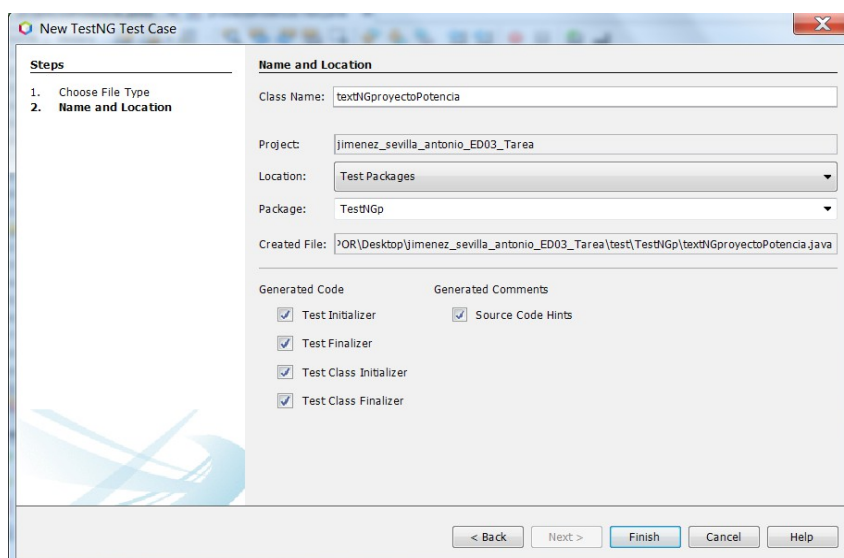 New TestNG Test Case
Steps
1. Choose File Type
2. Name and Location
Name and Location
Class Name: textNGproyectoPotencia
Project: jimenez_sevilla_antonio_ED03_Tarea
Location: Test Packages
Package: TestNGp
Created File: POR\Desktop\jimenez_sevilla_antonio_ED03_Tarea\test\TestNGp\textNGproyectoPotencia.java
Generated Code
Test Initializer
Test Finalizer
Test Class Initializer
Test Class Finalizer
Generated Comments
Source Code Hints
< Back Next > Finish Cancel Help